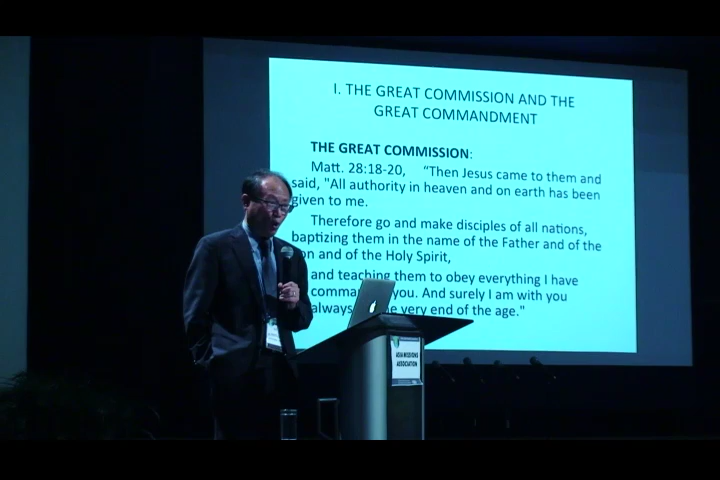 I. THE GREAT COMMISSION AND THE
GREAT COMMANDMENT
THE GREAT COMMISSION:
Matt. 28:18-20, “Then Jesus came to them and
said, "All authority in heaven and on earth has been
given to me.
Therefore go and make disciples of all nations,
baptizing them in the name of the Father and of the
on and of the Holy Spirit,
and teaching them to obey everything I have
comman you. And surely I am with you
always e very end of the age."
ASIA MISSIONS
ASSOCIATION